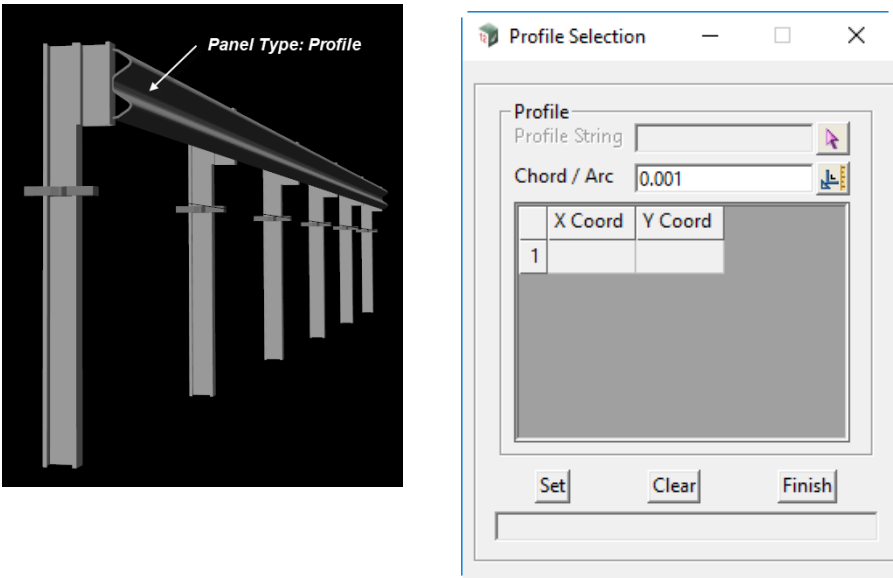 Panel Type: Profile
Profile Selection
Profile
Profile String
Chord / Arc 0.001
X Coord Y Coord
1
Set Clear Finish